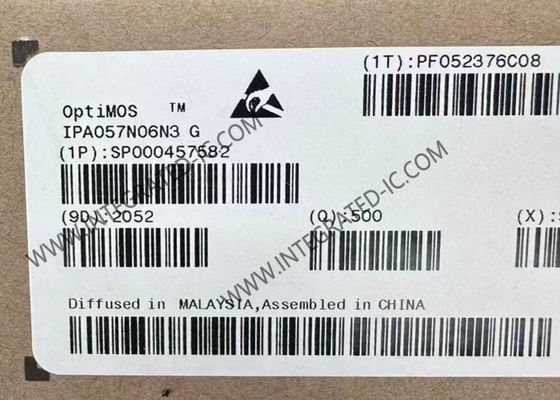 (1T):PF052376C08
OptiMOS ™
IPA057N06N3 G
(1P):SP000457582
(9D):2052
(Q):500
(X):
Diffused in MALAYSIA,Assembled in CHINA
WWW.INTEGRATED-IC.COM
WWW.INTEGRATED-IC.COM